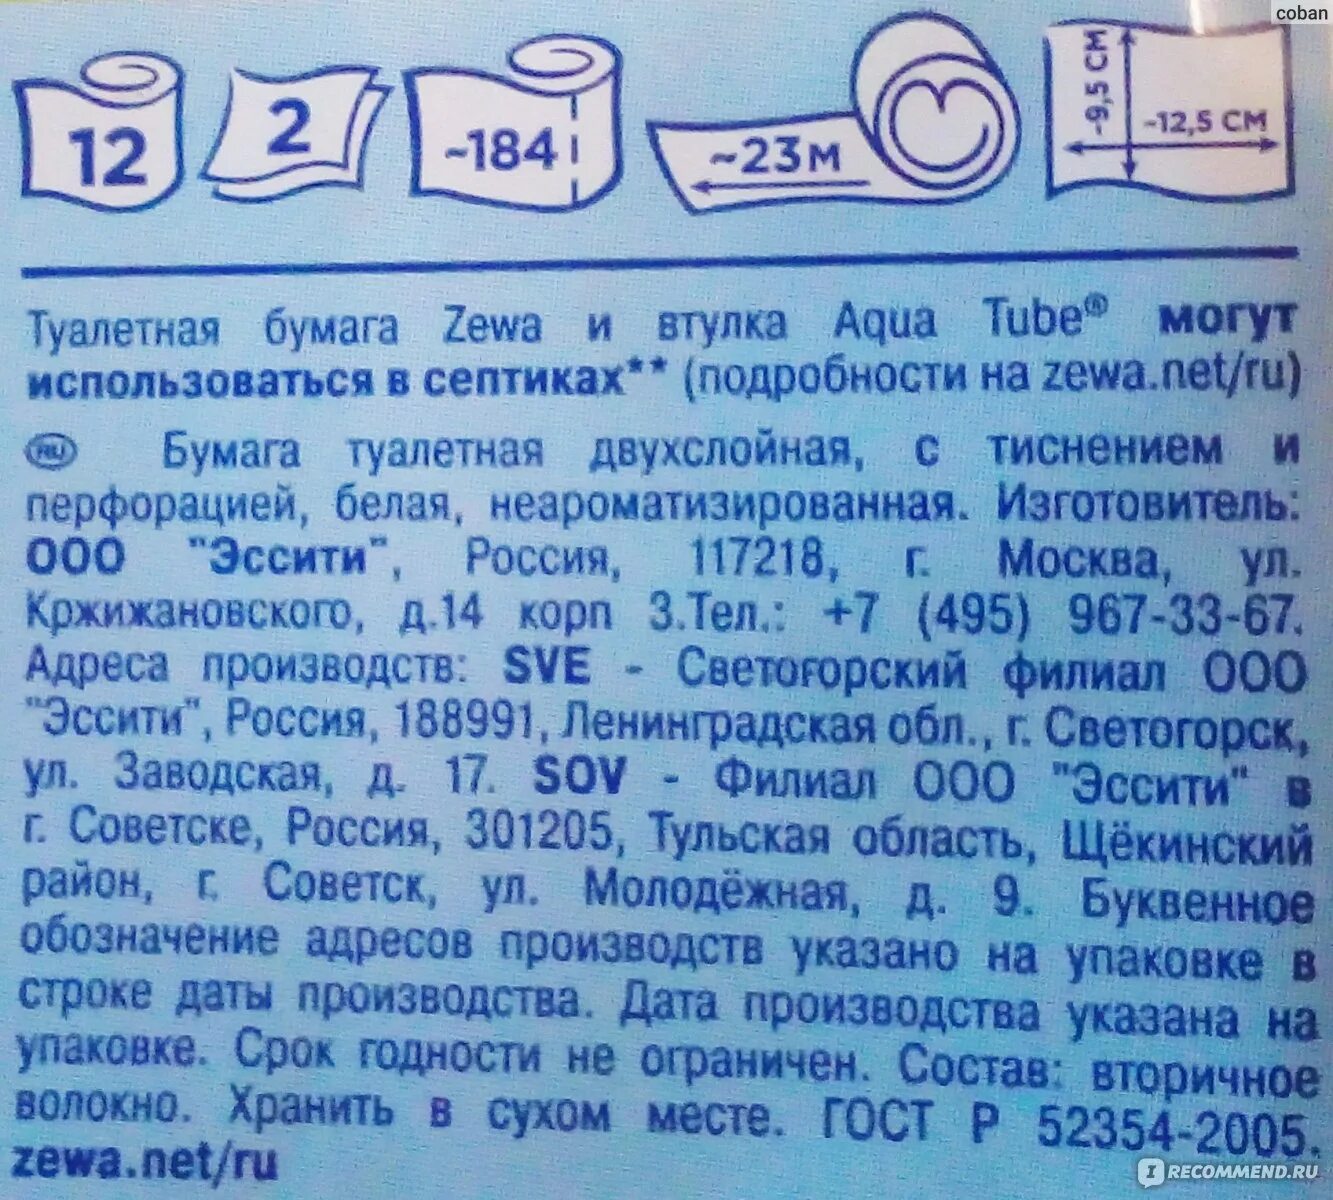 coban
12
2
~184
~23м
~9,5 СМ
~12,5 СМ
Туалетная бумага Zewa и втулка Aqua Tube® могут
использоваться в септиках** (подробности на zewa.net/ru)
RU Бумага туалетная двухслойная, с тиснением и
перфорацией, белая, неароматизированная. Изготовитель:
ООО "Эссити", Россия, 117218, г. Москва, ул.
Кржижановского, д.14 корп 3.Тел.: +7 (495) 967-33-67.
Адреса производств: SVE - Светогорский филиал ООО
"Эссити", Россия, 188991, Ленинградская обл., г. Светогорск,
ул. Заводская, д. 17. SOV - Филиал ООО "Эссити" в
г. Советске, Россия, 301205, Тульская область, Щёкинский
район, г. Советск, ул. Молодёжная, д. 9. Буквенное
обозначение адресов производств указано на упаковке в
строке даты производства. Дата производства указана на
упаковке. Срок годности не ограничен. Состав: вторичное
волокно. Хранить в сухом месте. ГОСТ Р 52354-2005.
zewa.net/ru
IRECOMMEND.RU